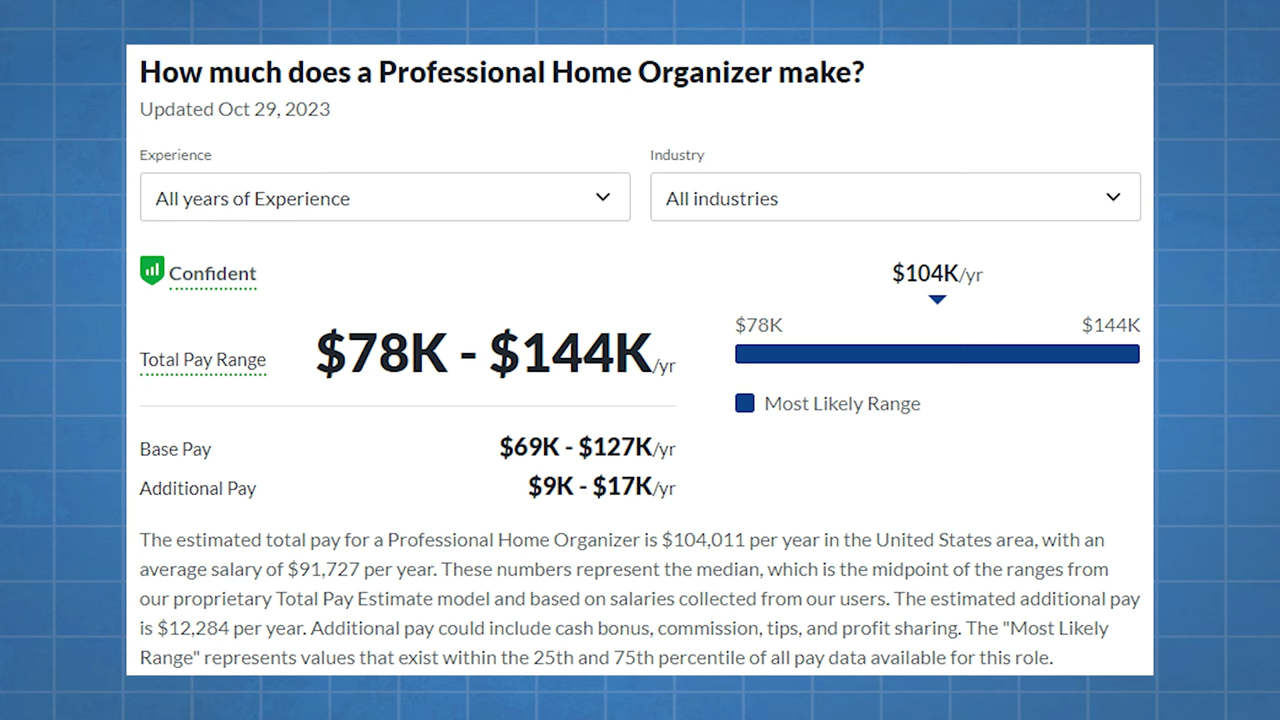 How much does a Professional Home Organizer make?
Updated Oct 29, 2023
Experience
Industry
All years of Experience
All industries
Confident
$104K/yr
$78K
$144K
Total Pay Range
$78K - $144K/yr
Most Likely Range
Base Pay
$69K - $127K/yr
Additional Pay
$9K - $17K/yr
The estimated total pay for a Professional Home Organizer is $104,011 per year in the United States area, with an
average salary of $91,727 per year. These numbers represent the median, which is the midpoint of the ranges from
our proprietary Total Pay Estimate model and based on salaries collected from our users. The estimated additional pay
is $12,284 per year. Additional pay could include cash bonus, commission, tips, and profit sharing. The "Most Likely
Range" represents values that exist within the 25th and 75th percentile of all pay data available for this role.